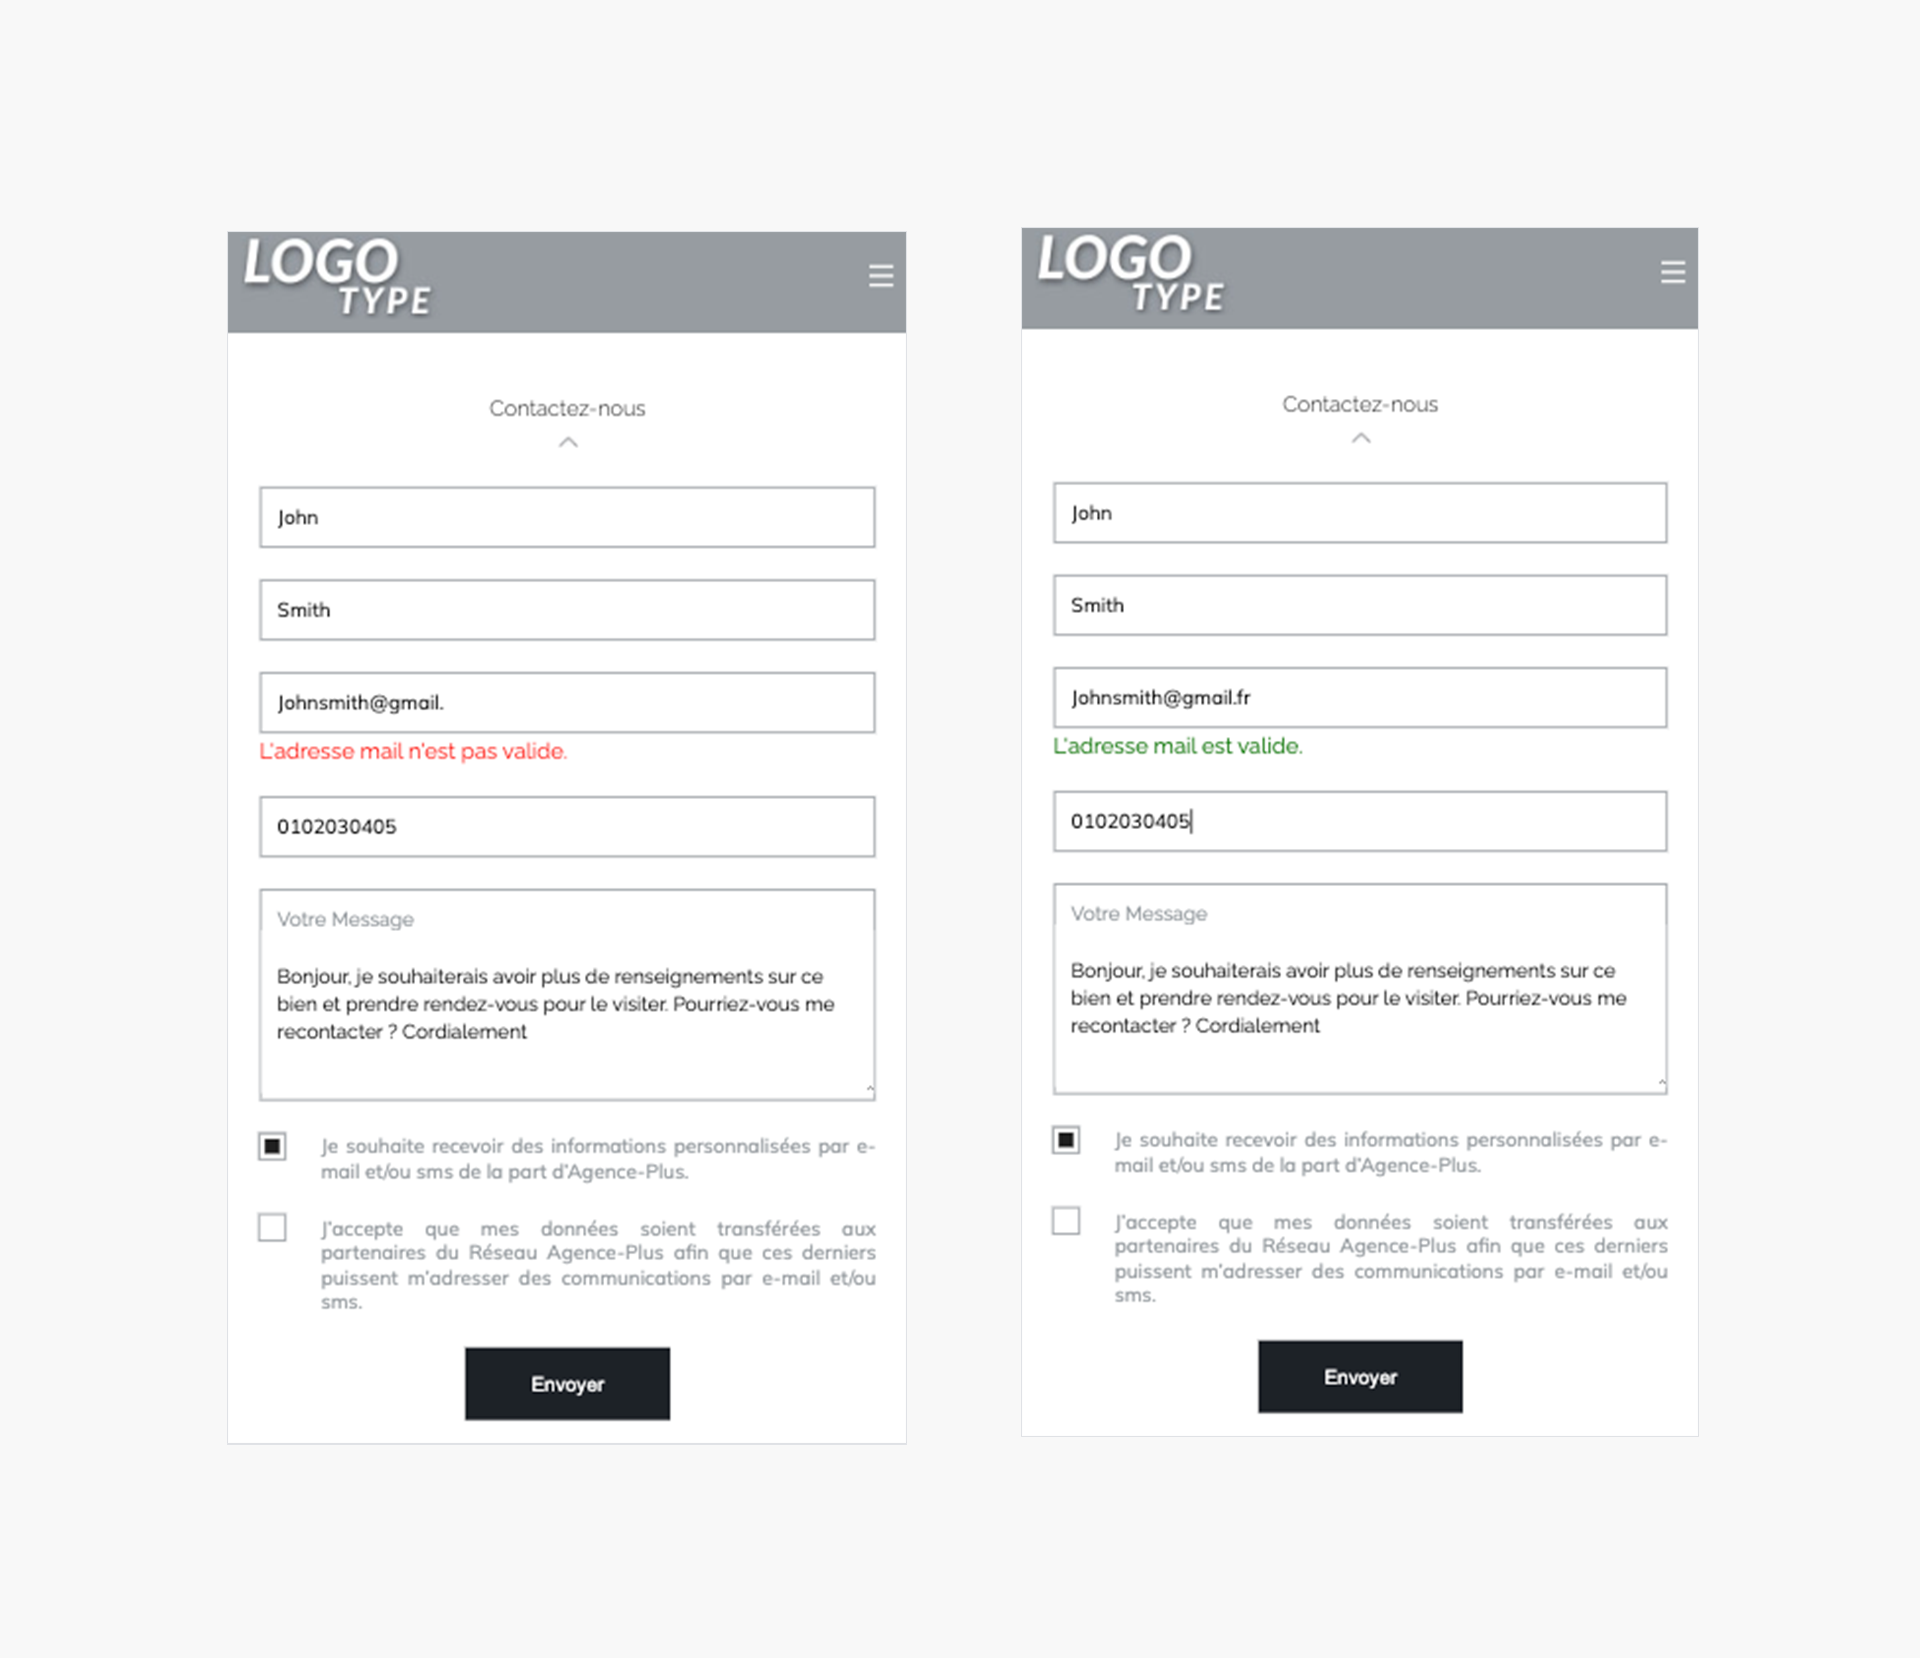 LOGO
TYPE
Contactez-nous
John
Smith
Johnsmith@gmail.
L'adresse mail n'est pas valide.
0102030405
Votre Message
Bonjour, je souhaiterais avoir plus de renseignements sur ce
bien et prendre rendez-vous pour le visiter. Pourriez-vous me
recontacter ? Cordialement
Je souhaite recevoir des informations personnalisées par e-
mail et/ou sms de la part d'Agence-Plus.
J'accepte que mes données soient transférées aux
partenaires du Réseau Agence-Plus afin que ces derniers
puissent m'adresser des communications par e-mail et/ou
sms.
Envoyer
LOGO
TYPE
Contactez-nous
John
Smith
Johnsmith@gmail.fr
L'adresse mail est valide.
0102030405
Votre Message
Bonjour, je souhaiterais avoir plus de renseignements sur ce
bien et prendre rendez-vous pour le visiter. Pourriez-vous me
recontacter ? Cordialement
Je souhaite recevoir des informations personnalisées par e-
mail et/ou sms de la part d'Agence-Plus.
J'accepte que mes données soient transférées aux
partenaires du Réseau Agence-Plus afin que ces derniers
puissent m'adresser des communications par e-mail et/ou
sms.
Envoyer